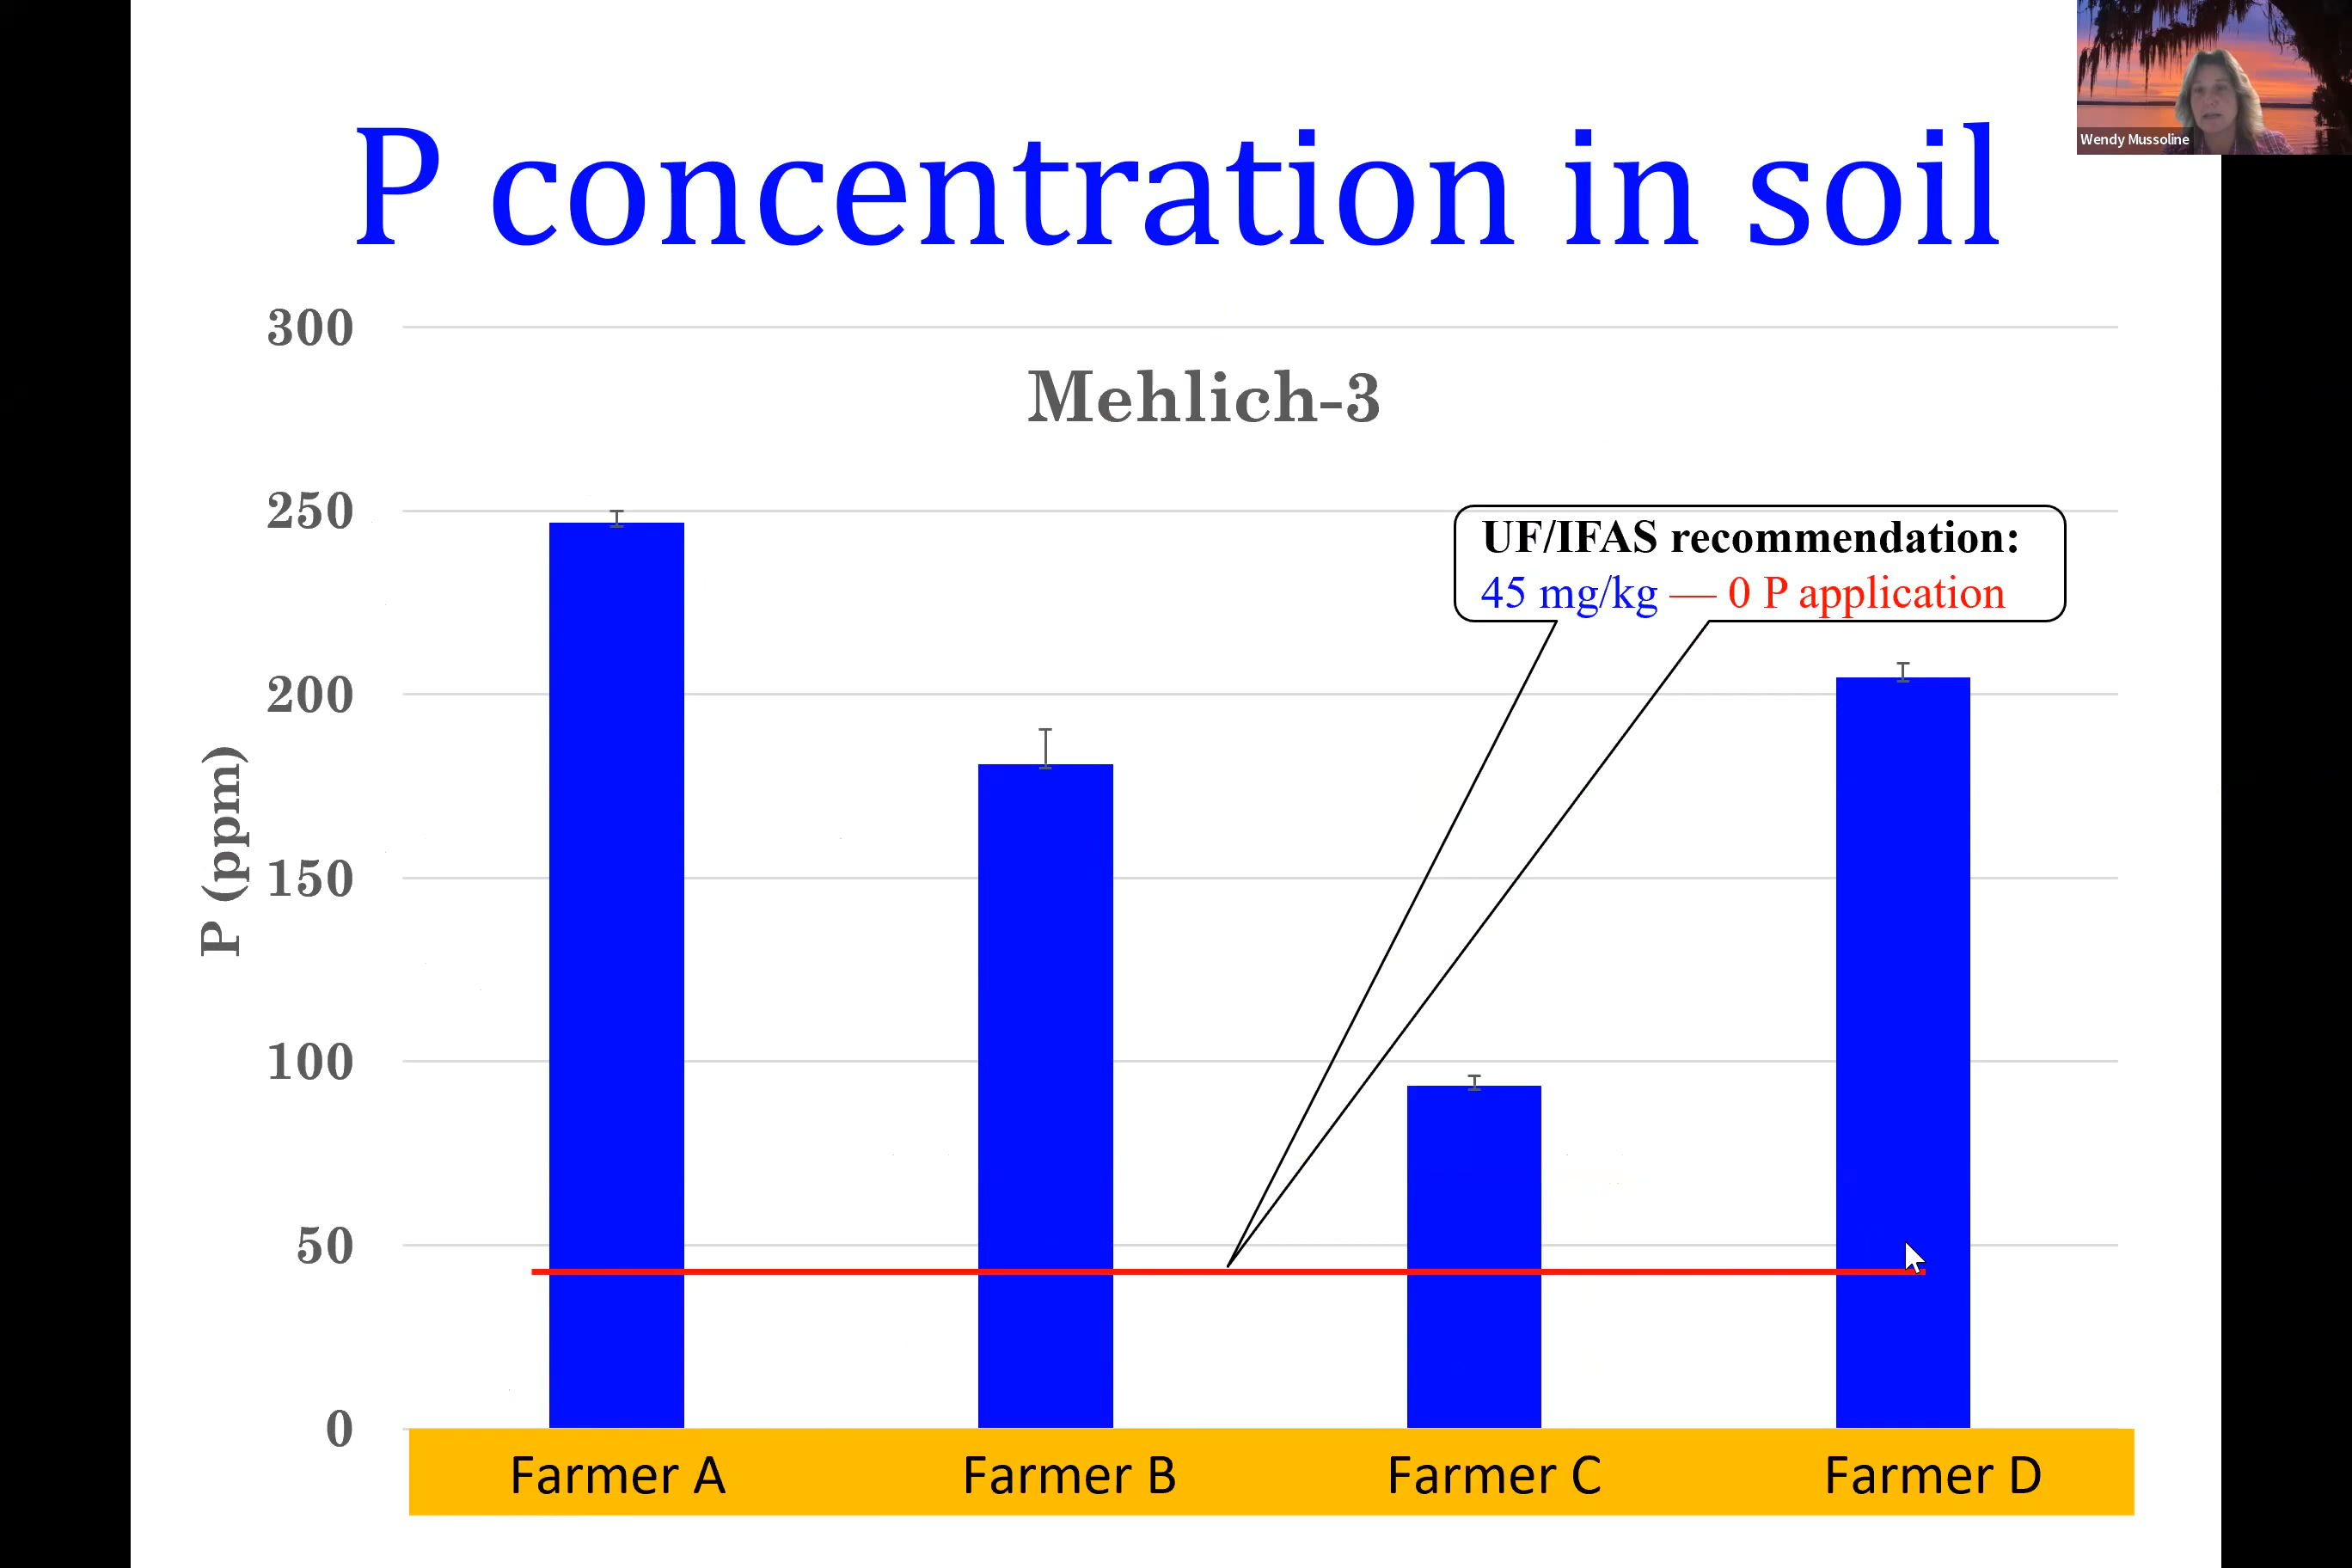 Wendy Mussoline
P concentration in soil
300
Mehlich-3
250
UF/IFAS recommendation:
45 mg/kg — 0 P application
200
P (ppm)
150
100
50
0
Farmer A Farmer B Farmer C Farmer D